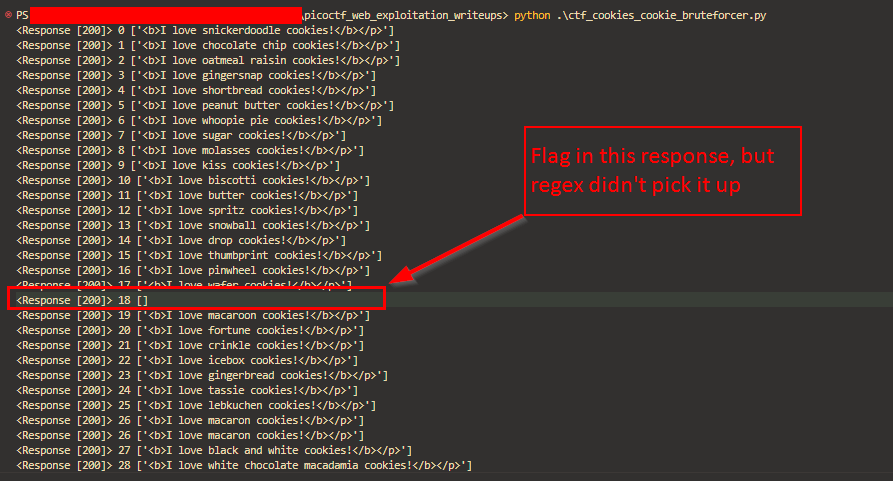 PS \picoctf_web_exploitation_writeups> python .\ctf_cookies_cookie_bruteforcer.py
<Response [200]> 0 ['<b>I love snickerdoodle cookies!</b></p>']
<Response [200]> 1 ['<b>I love chocolate chip cookies!</b></p>']
<Response [200]> 2 ['<b>I love oatmeal raisin cookies!</b></p>']
<Response [200]> 3 ['<b>I love gingersnap cookies!</b></p>']
<Response [200]> 4 ['<b>I love shortbread cookies!</b></p>']
<Response [200]> 5 ['<b>I love peanut butter cookies!</b></p>']
<Response [200]> 6 ['<b>I love whoopie pie cookies!</b></p>']
<Response [200]> 7 ['<b>I love sugar cookies!</b></p>']
<Response [200]> 8 ['<b>I love molasses cookies!</b></p>']
<Response [200]> 9 ['<b>I love kiss cookies!</b></p>']
<Response [200]> 10 ['<b>I love biscotti cookies!</b></p>']
<Response [200]> 11 ['<b>I love butter cookies!</b></p>']
<Response [200]> 12 ['<b>I love spritz cookies!</b></p>']
<Response [200]> 13 ['<b>I love snowball cookies!</b></p>']
<Response [200]> 14 ['<b>I love drop cookies!</b></p>']
<Response [200]> 15 ['<b>I love thumbprint cookies!</b></p>']
<Response [200]> 16 ['<b>I love pinwheel cookies!</b></p>']
<Response [200]> 17 ['<b>I love wafer cookies!</b></p>']
<Response [200]> 18 []
<Response [200]> 19 ['<b>I love macaroon cookies!</b></p>']
<Response [200]> 20 ['<b>I love fortune cookies!</b></p>']
<Response [200]> 21 ['<b>I love crinkle cookies!</b></p>']
<Response [200]> 22 ['<b>I love icebox cookies!</b></p>']
<Response [200]> 23 ['<b>I love gingerbread cookies!</b></p>']
<Response [200]> 24 ['<b>I love tassie cookies!</b></p>']
<Response [200]> 25 ['<b>I love lebkuchen cookies!</b></p>']
<Response [200]> 26 ['<b>I love macaron cookies!</b></p>']
<Response [200]> 26 ['<b>I love macaron cookies!</b></p>']
<Response [200]> 27 ['<b>I love black and white cookies!</b></p>']
<Response [200]> 28 ['<b>I love white chocolate macadamia cookies!</b></p>']
Flag in this response, but
regex didn't pick it up